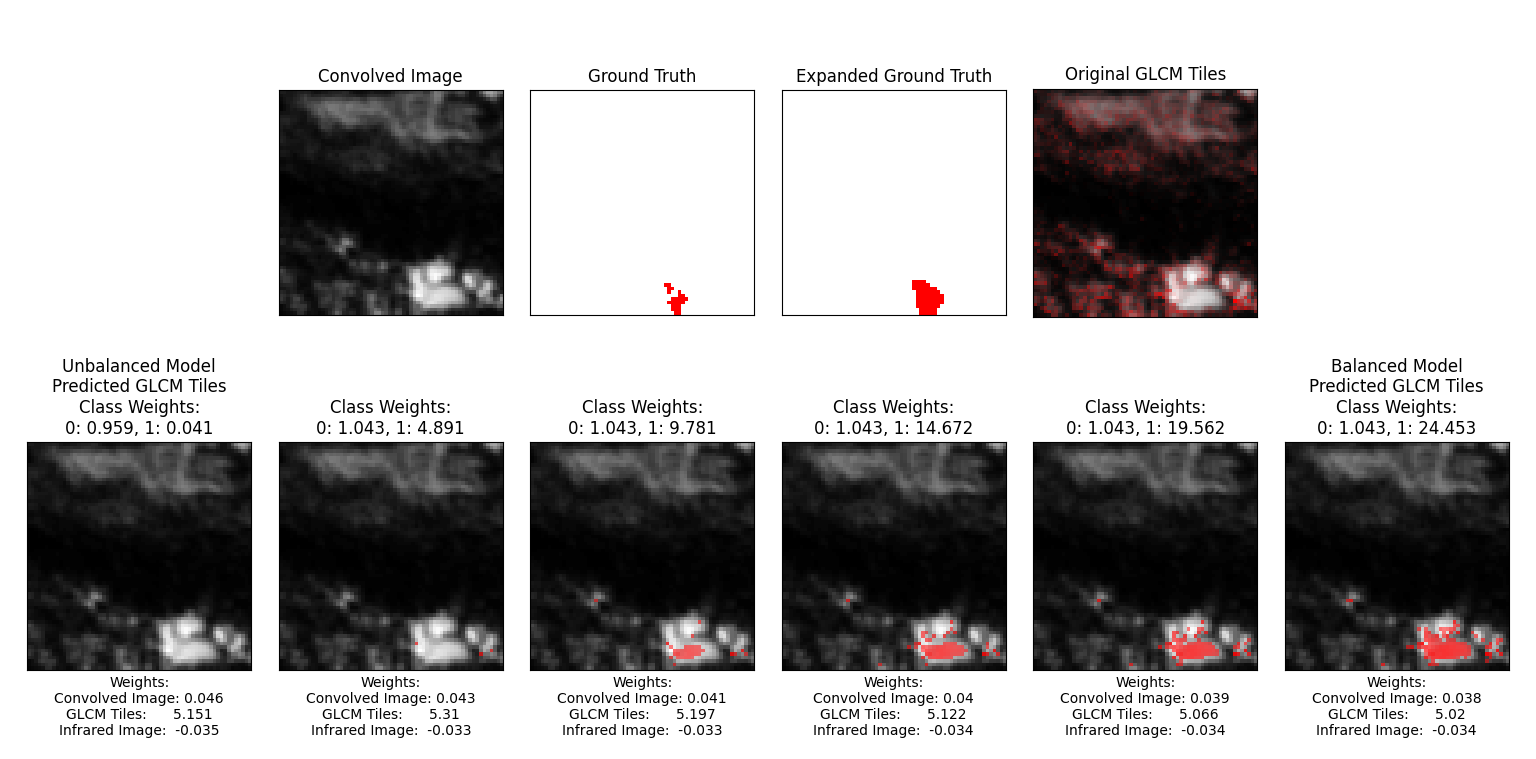 Convolved Image
Ground Truth
Expanded Ground Truth
Original GLCM Tiles
Unbalanced Model
Predicted GLCM Tiles
Class Weights:
0: 0.959, 1: 0.041
Class Weights:
0: 1.043, 1: 4.891
Class Weights:
0: 1.043, 1: 9.781
Class Weights:
0: 1.043, 1: 14.672
Class Weights:
0: 1.043, 1: 19.562
Balanced Model
Predicted GLCM Tiles
Class Weights:
0: 1.043, 1: 24.453
Weights:
Convolved Image: 0.046
GLCM Tiles: 5.151
Infrared Image: -0.035
Weights:
Convolved Image: 0.043
GLCM Tiles: 5.31
Infrared Image: -0.033
Weights:
Convolved Image: 0.041
GLCM Tiles: 5.197
Infrared Image: -0.033
Weights:
Convolved Image: 0.04
GLCM Tiles: 5.122
Infrared Image: -0.034
Weights:
Convolved Image: 0.039
GLCM Tiles: 5.066
Infrared Image: -0.034
Weights:
Convolved Image: 0.038
GLCM Tiles: 5.02
Infrared Image: -0.034